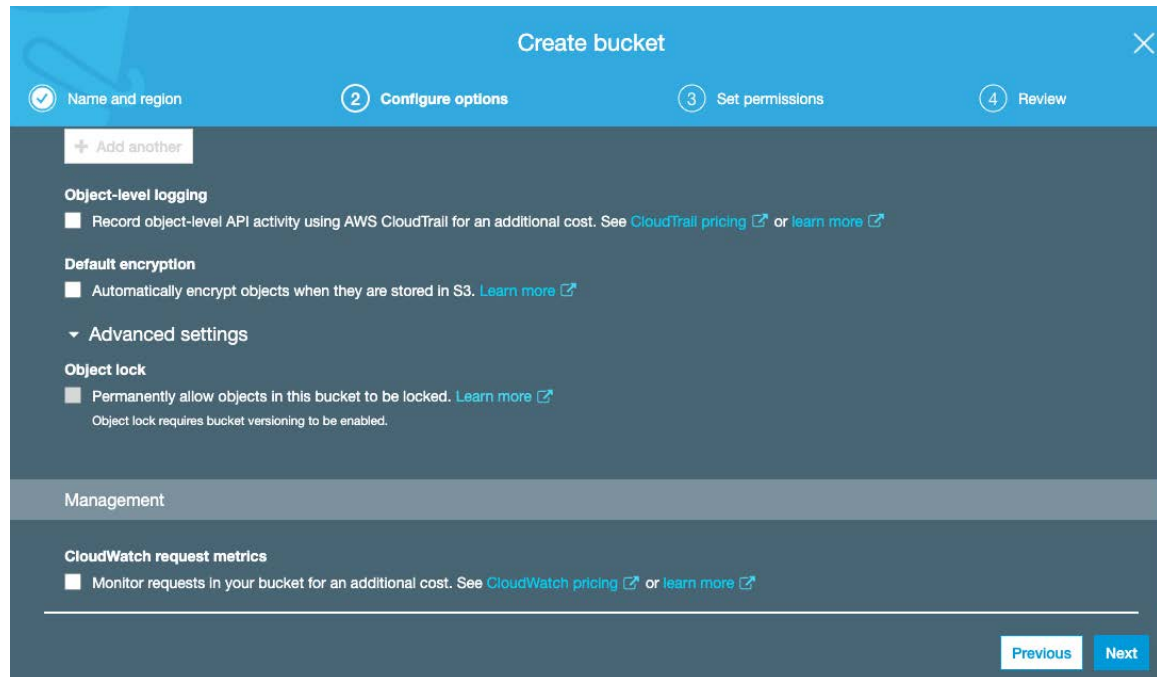 Create bucket
Name and region
2 Configure options
3 Set permissions
4 Review
+ Add another
Object-level logging
Record object-level API activity using AWS CloudTrail for an additional cost. See CloudTrail pricing or learn more
Default encryption
Automatically encrypt objects when they are stored in S3. Learn more
Advanced settings
Object lock
Permanently allow objects in this bucket to be locked. Learn more
Object lock requires bucket versioning to be enabled.
Management
CloudWatch request metrics
Monitor requests in your bucket for an additional cost. See CloudWatch pricing or learn more
Previous
Next